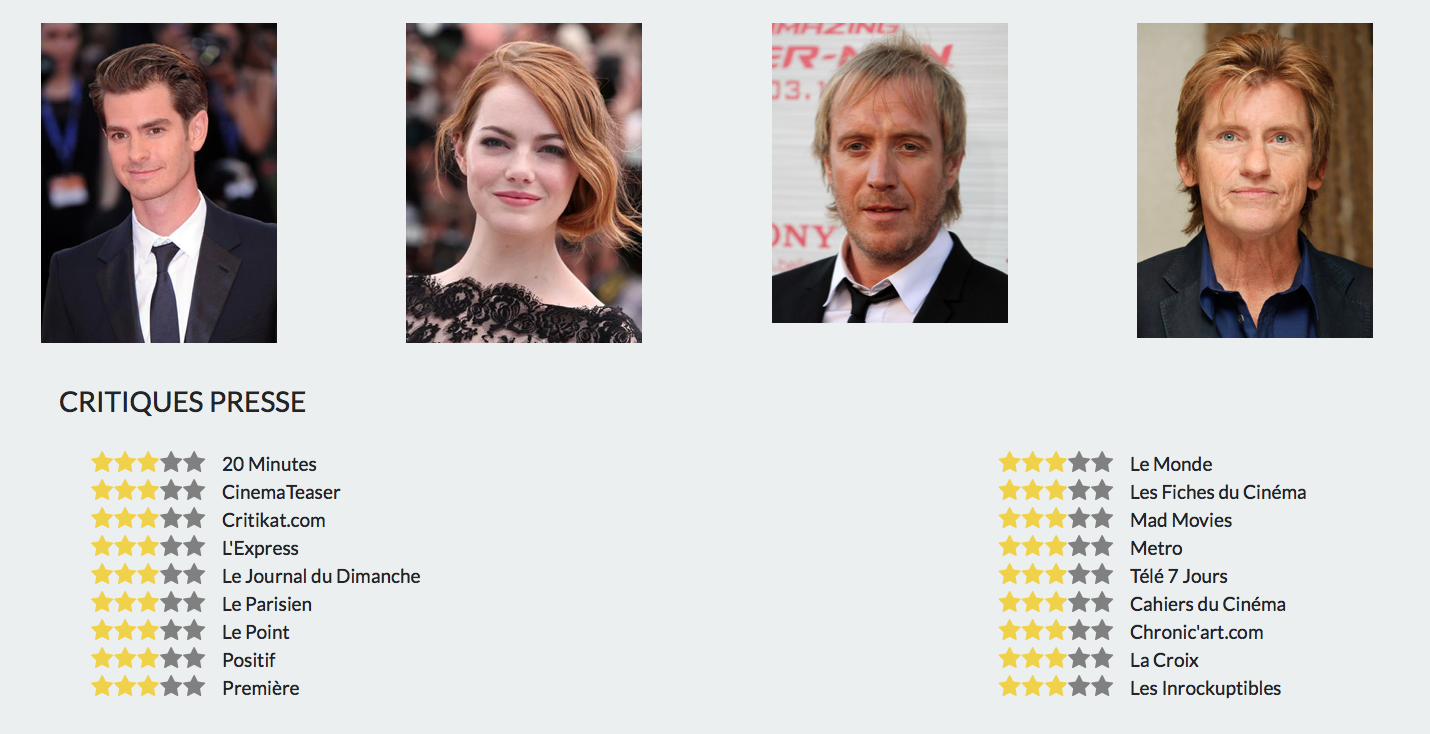 MAZING
ER-MAN
03.1
ONY
CRITIQUES PRESSE
20 Minutes
CinemaTeaser
Critikat.com
L'Express
Le Journal du Dimanche
Le Parisien
Le Point
Positif
Première
Le Monde
Les Fiches du Cinéma
Mad Movies
Metro
Télé 7 Jours
Cahiers du Cinéma
Chronic'art.com
La Croix
Les Inrockuptibles